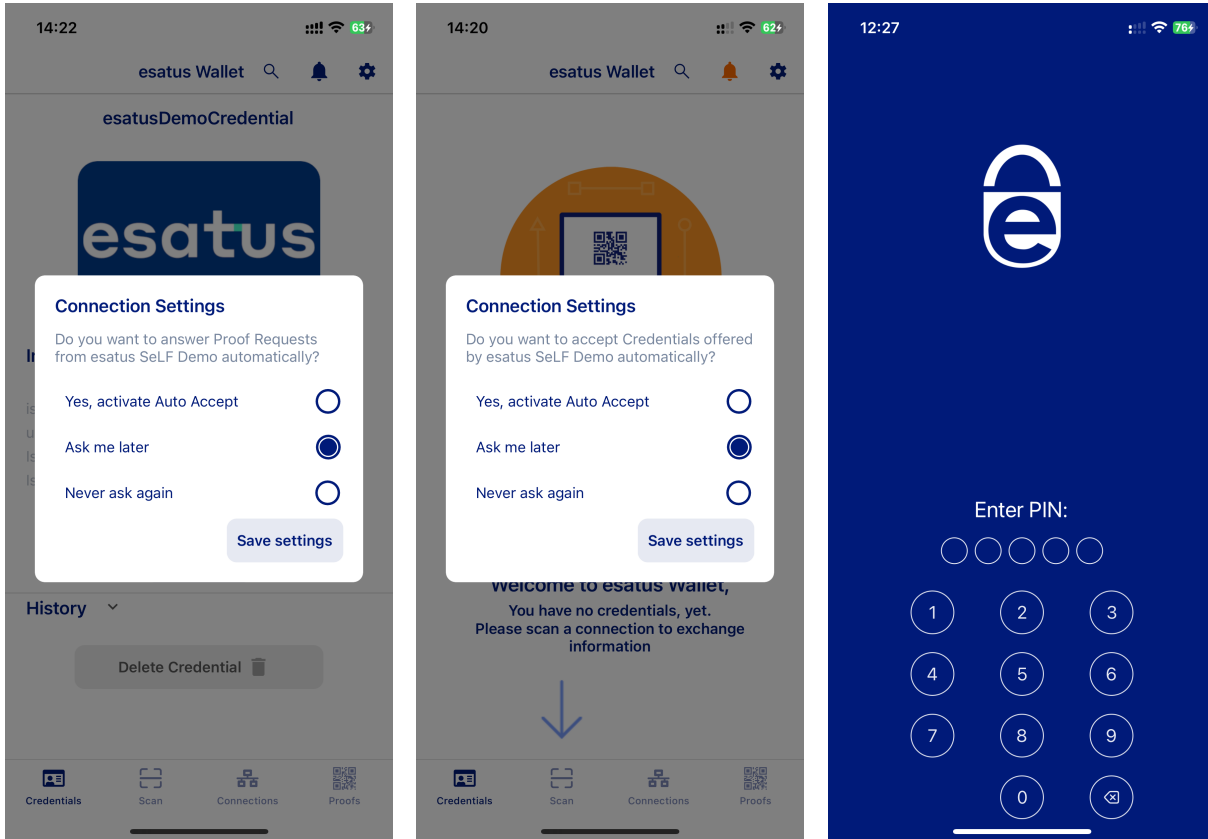 14:22
63
esatus Wallet
esatusDemoCredential
esatus
Connection Settings
Do you want to answer Proof Requests
from esatus SeLF Demo automatically?
Yes, activate Auto Accept
Ask me later
Never ask again
Save settings
History
Delete Credential
Credentials
Scan
Connections
Proofs
14:20
62
esatus Wallet
Connection Settings
Do you want to accept Credentials offered
by esatus SeLF Demo automatically?
Yes, activate Auto Accept
Ask me later
Never ask again
Save settings
Welcome to esatus Wallet,
You have no credentials, yet.
Please scan a connection to exchange
information
Credentials
Scan
Connections
Proofs
12:27
76
e
Enter PIN:
1 2 3
4 5 6
7 8 9
0